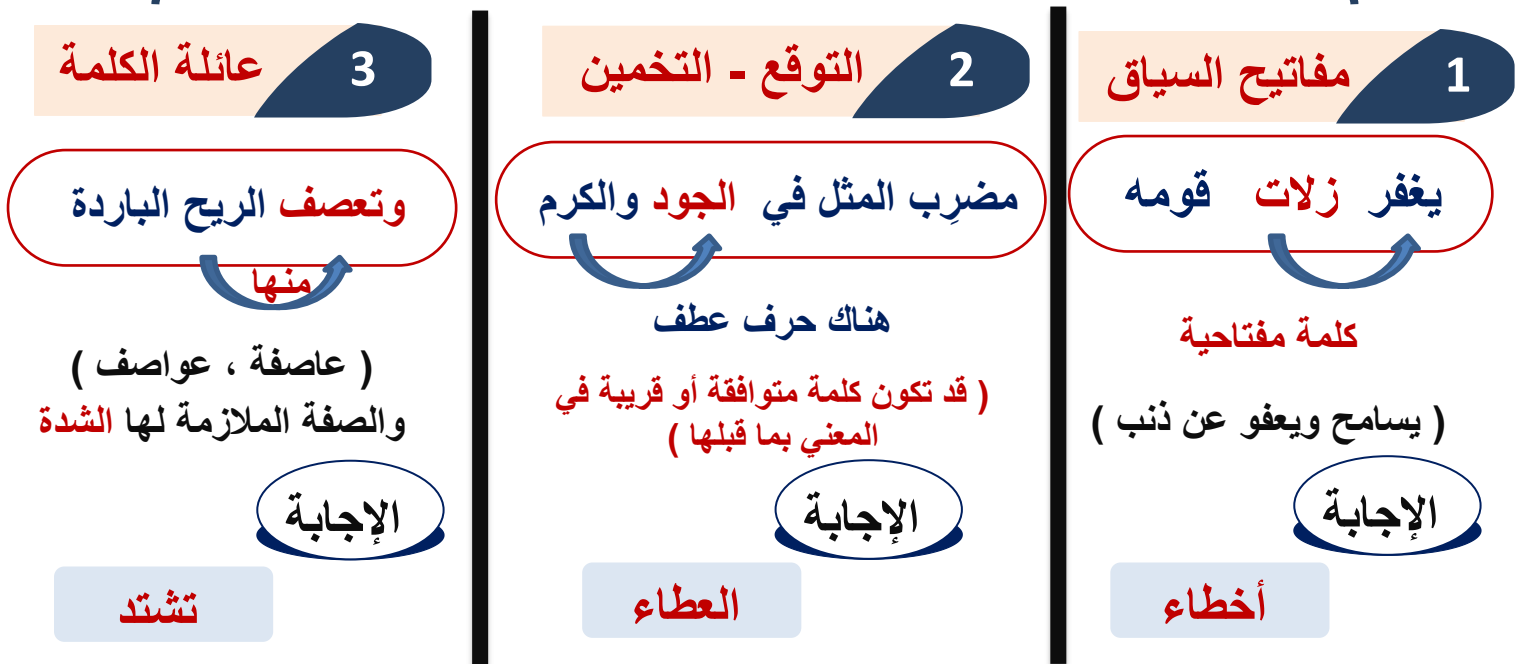 1
مفاتيح السياق
يغفر زلات قومه
كلمة مفتاحية
( يسامح ويعفو عن ذنب )
الإجابة
أخطاء
2
التوقع - التخمين
مضرِب المثل في الجود والكرم
هناك حرف عطف
( قد تكون كلمة متوافقة أو قريبة في
المعني بما قبلها )
الإجابة
العطاء
3
عائلة الكلمة
وتعصف الريح الباردة
منها
( عاصفة ، عواصف )
والصفة الملازمة لها الشدة
الإجابة
تشتد